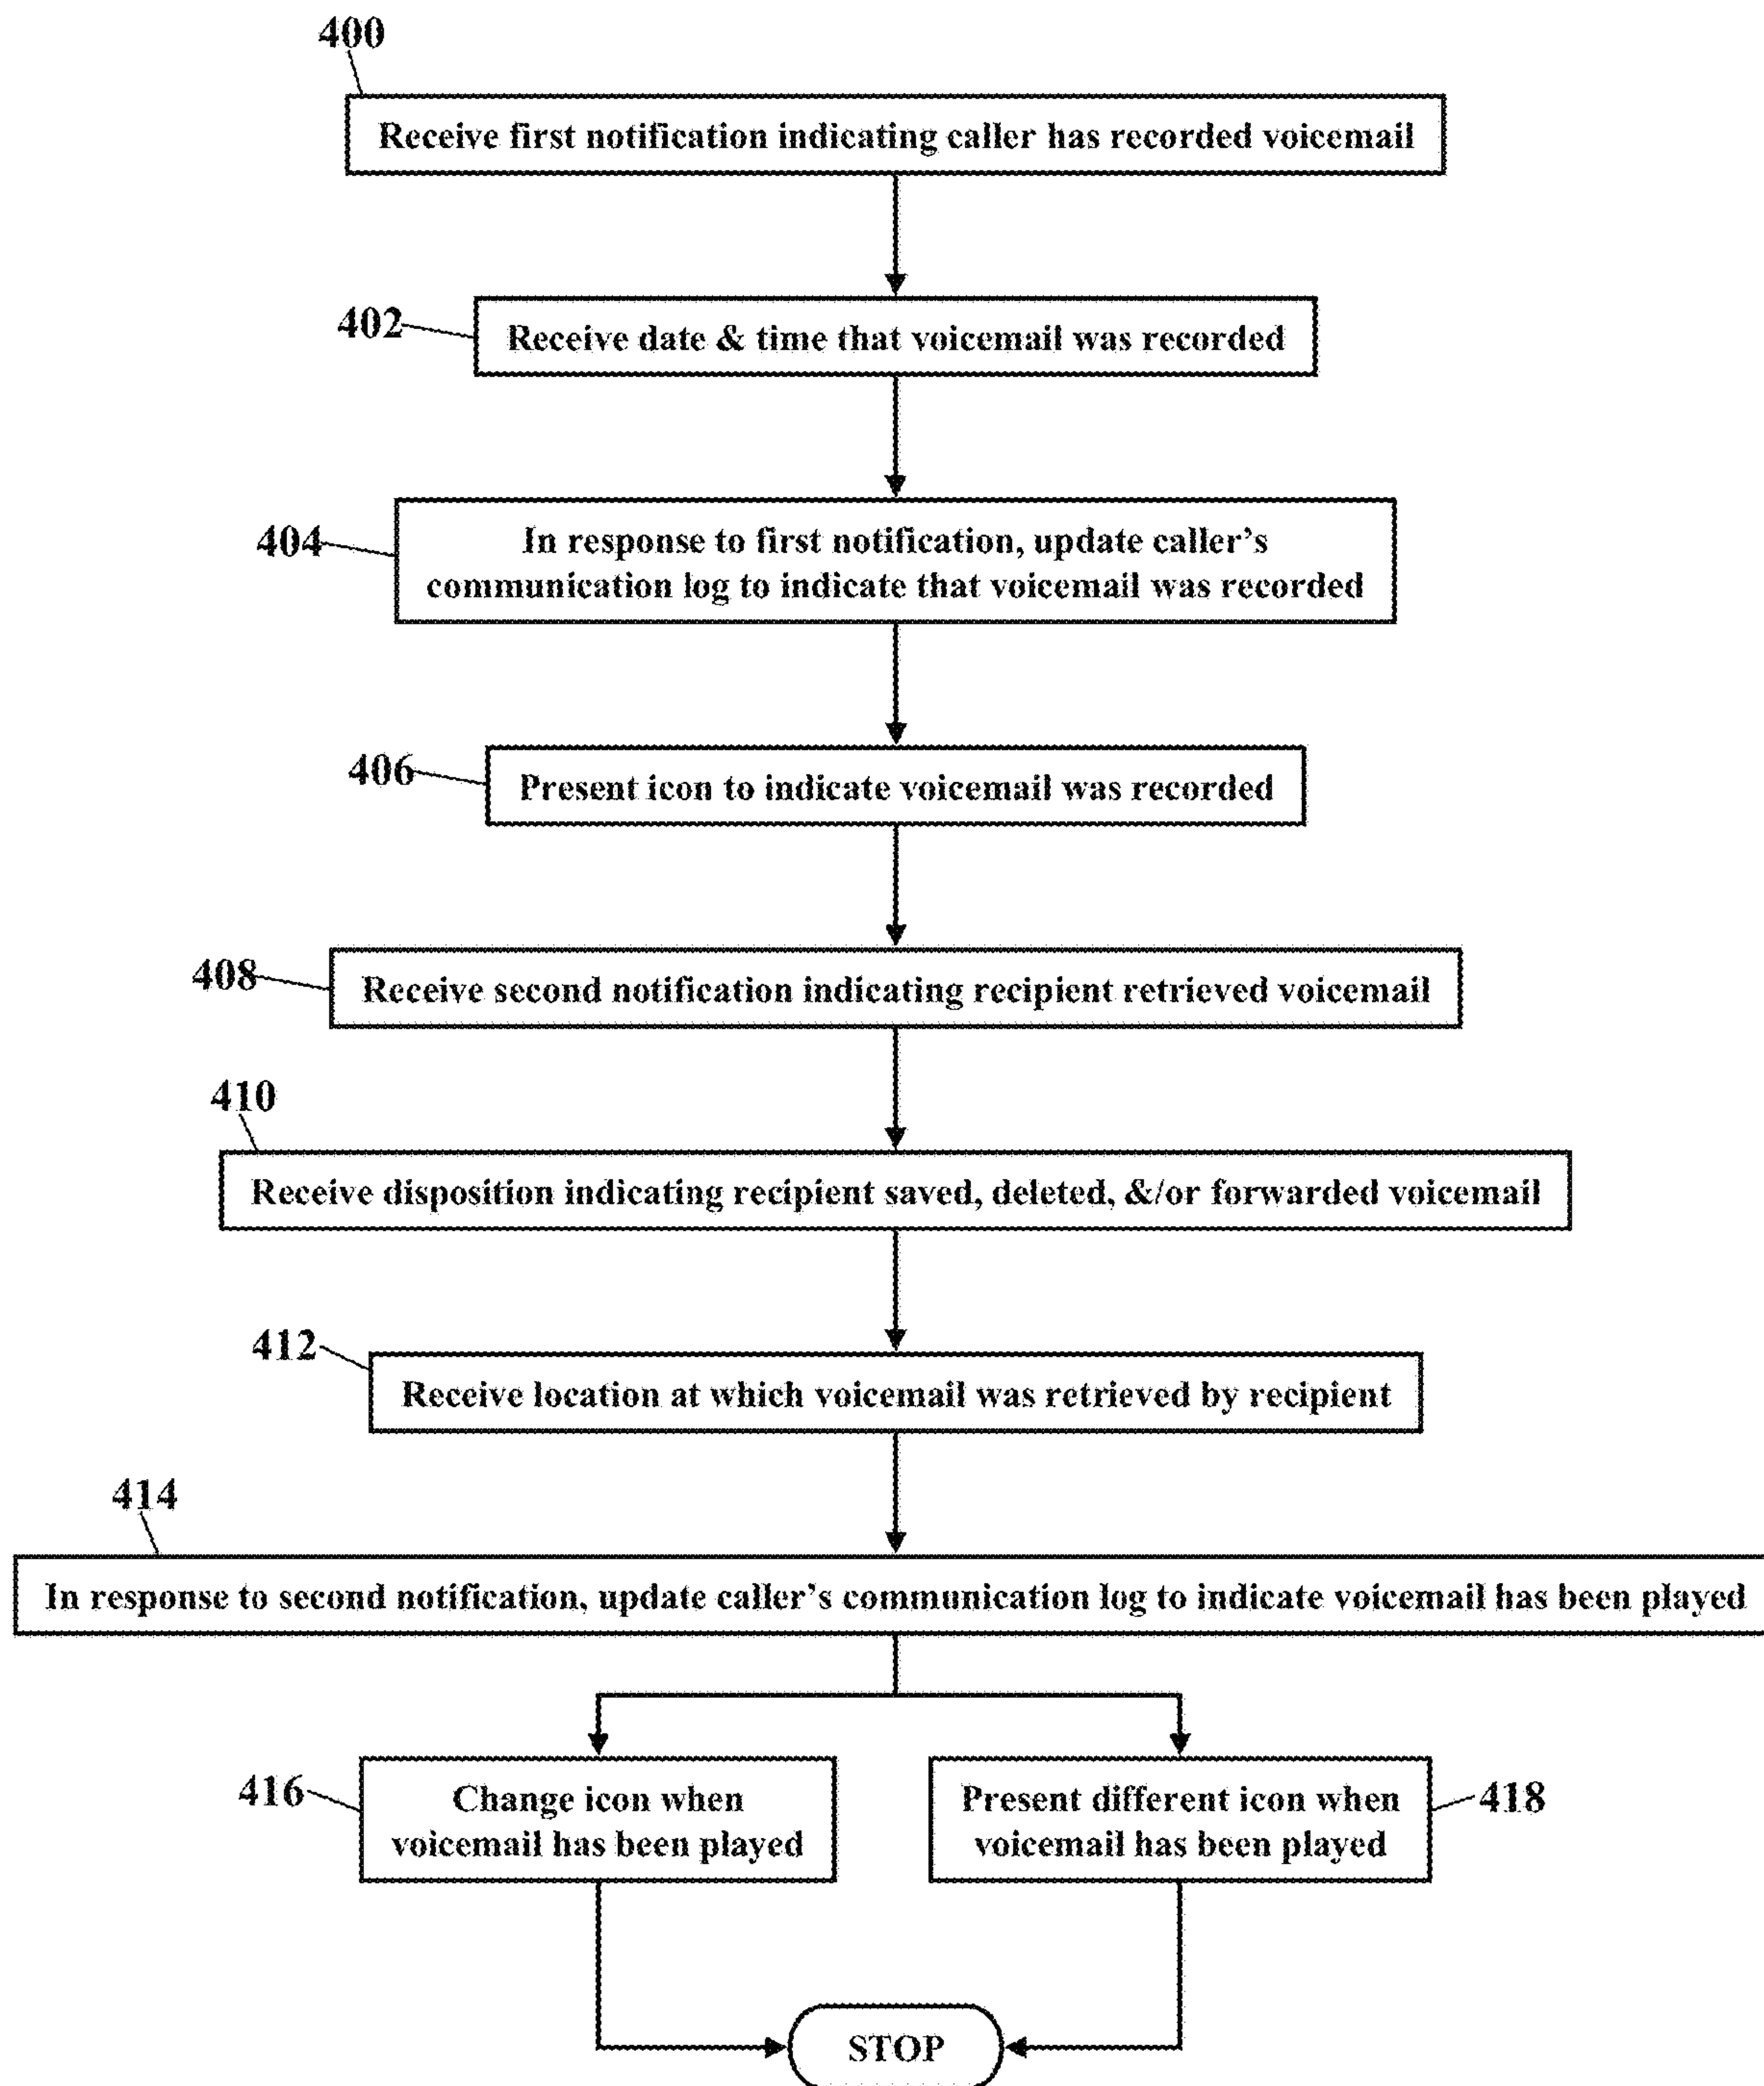 400
Receive first notification indicating caller has recorded voicemail
402
Receive date & time that voicemail was recorded
404
In response to first notification, update caller's
communication log to indicate that voicemail was recorded
406
Present icon to indicate voicemail was recorded
408
Receive second notification indicating recipient retrieved voicemail
410
Receive disposition indicating recipient saved, deleted, &/or forwarded voicemail
412
Receive location at which voicemail was retrieved by recipient
414
In response to second notification, update caller's communication log to indicate voicemail has been played
416
Change icon when
voicemail has been played
Present different icon when
voicemail has been played
418
STOP